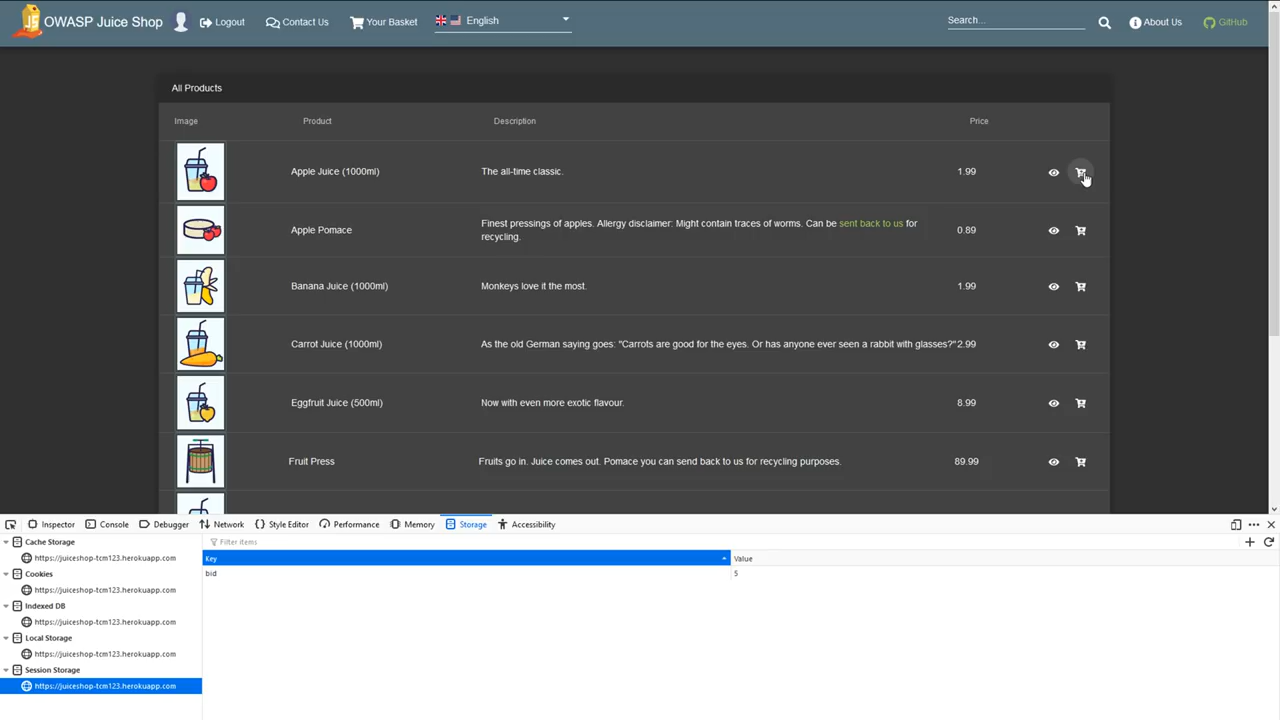 OWASP Juice Shop
Logout
Contact Us
Your Basket
English
Search...
About Us
GitHub
All Products
Image Product Description Price
Apple Juice (1000ml) The all-time classic. 1.99
Apple Pomace Finest pressings of apples. Allergy disclaimer: Might contain traces of worms. Can be sent back to us for
recycling. 0.89
Banana Juice (1000ml) Monkeys love it the most. 1.99
Carrot Juice (1000ml) As the old German saying goes: "Carrots are good for the eyes. Or has anyone ever seen a rabbit with glasses?" 2.99
Eggfruit Juice (500ml) Now with even more exotic flavour. 8.99
Fruit Press Fruits go in. Juice comes out. Pomace you can send back to us for recycling purposes. 89.99
Inspector Console Debugger Network Style Editor Performance Memory Storage Accessibility
Cache Storage
https://juiceshop-tcm123.herokuapp.com
Cookies
https://juiceshop-tcm123.herokuapp.com
Indexed DB
https://juiceshop-tcm123.herokuapp.com
Local Storage
https://juiceshop-tcm123.herokuapp.com
Session Storage
https://juiceshop-tcm123.herokuapp.com
Filter items
Key Value
bid 5